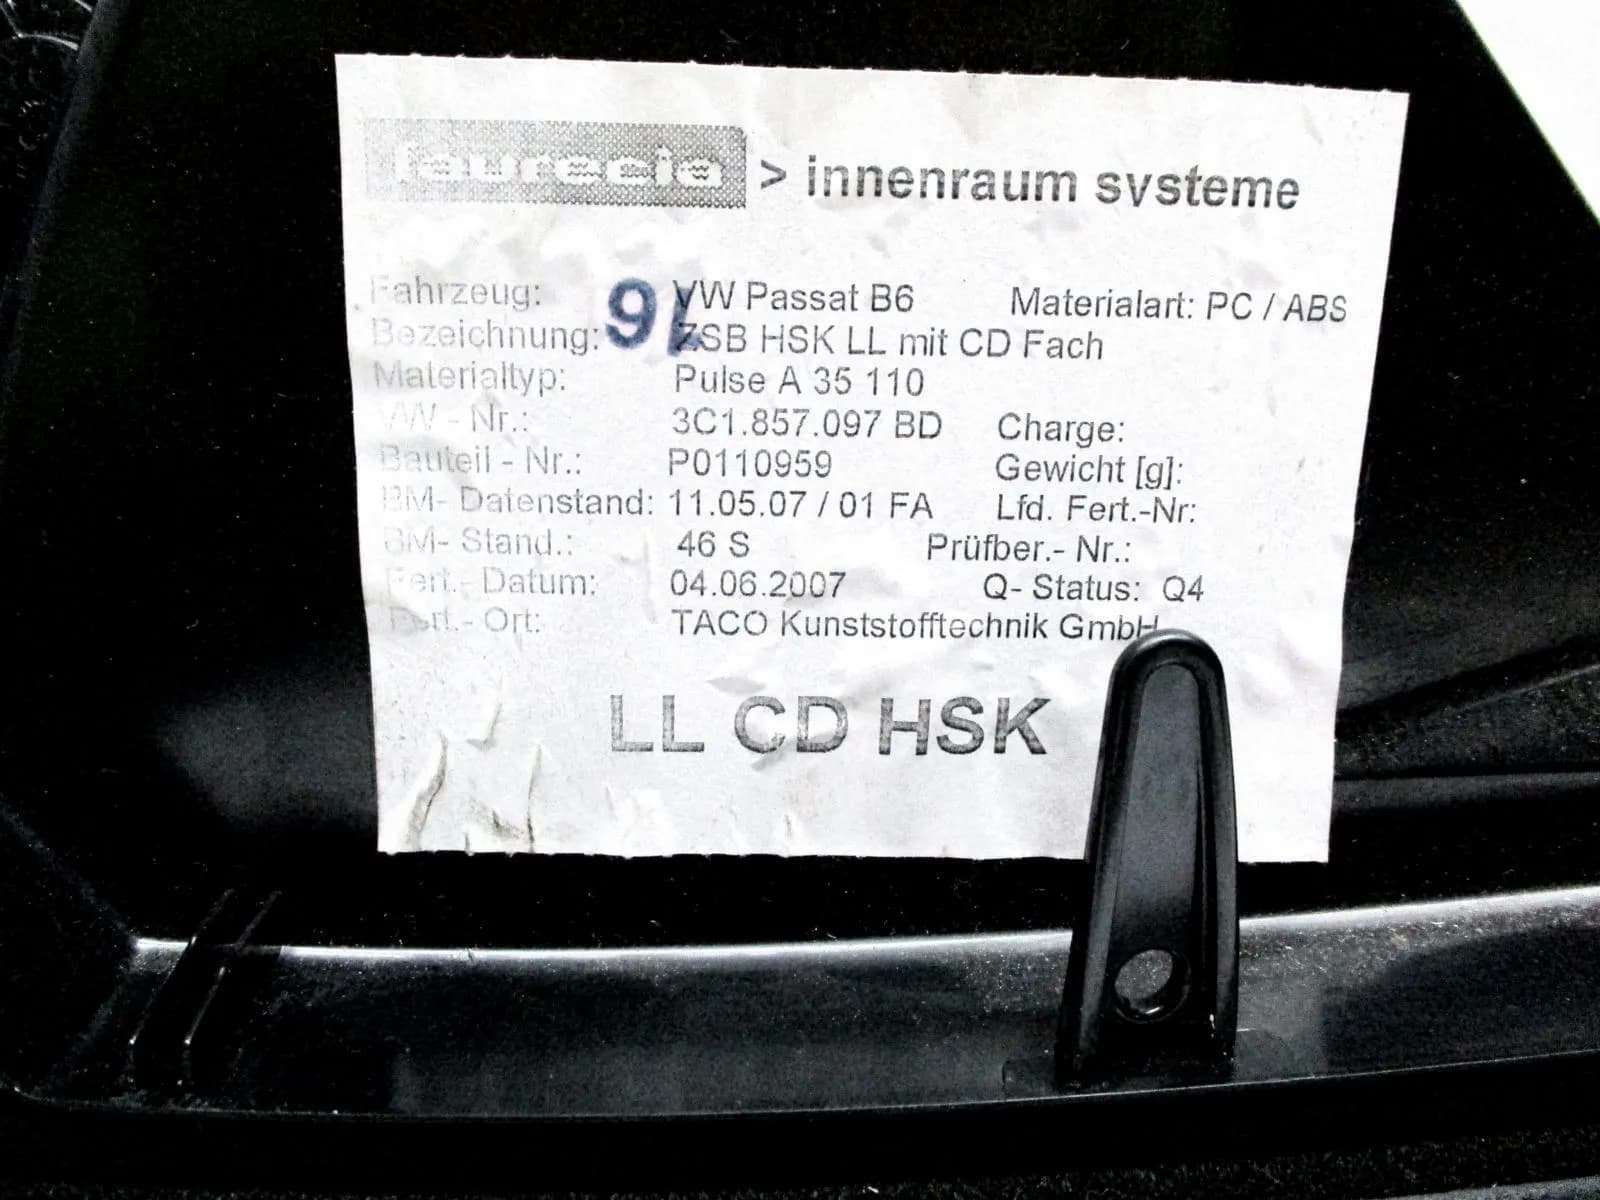 faurecia > innenraum systeme
Fahrzeug: VW Passat B6 Materialart: PC / ABS
91
Bezeichnung: ZSB HSK LL mit CD Fach
Materialtyp: Pulse A 35 110
VW - Nr.: 3C1.857.097 BD Charge:
Bauteil - Nr.: P0110959 Gewicht [g]:
BM- Datenstand: 11.05.07 / 01 FA Lfd. Fert.-Nr:
BM- Stand.: 46 S Prüfber.- Nr.:
Fert.- Datum: 04.06.2007 Q- Status: Q4
Fert.- Ort: TACO Kunststofftechnik GmbH
LL CD HSK